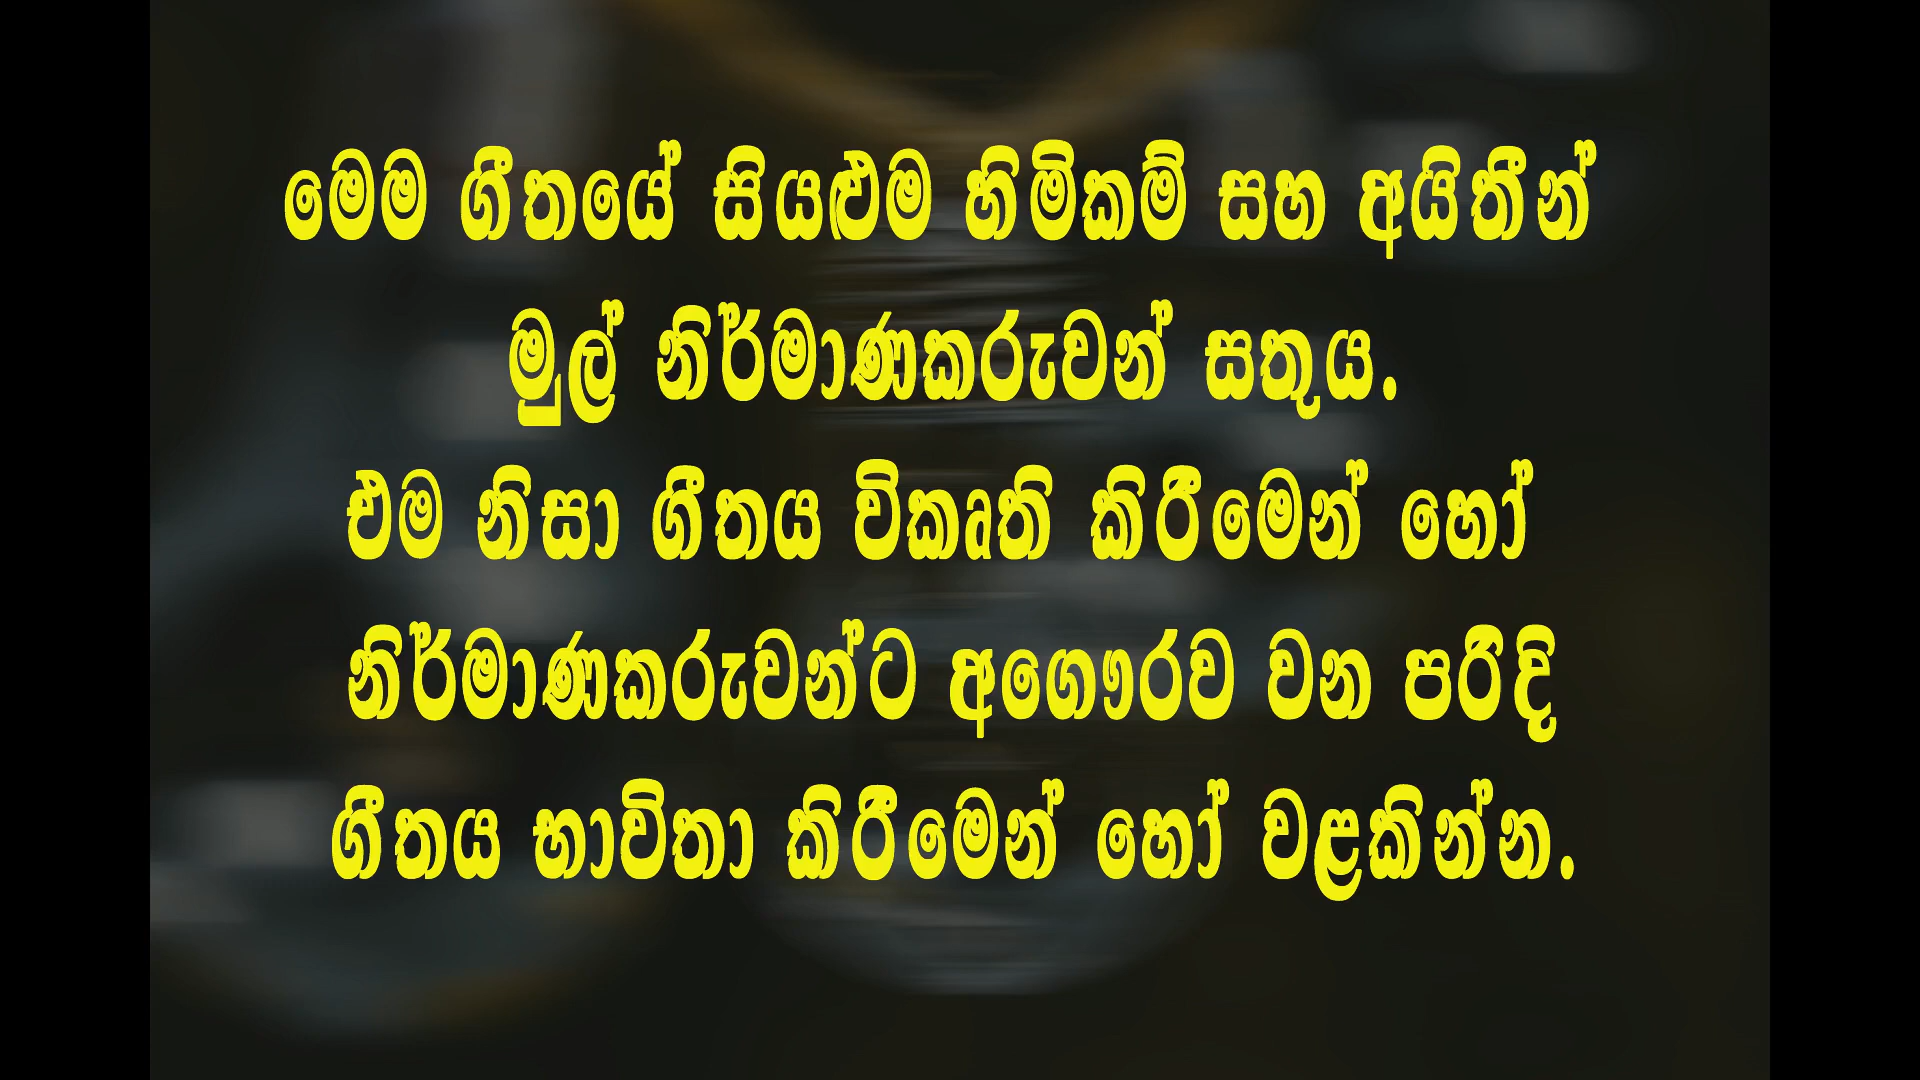 මෙම ගීතයේ සියළුම හිමිකම් සහ අයිතීන්
මුල් නිර්මාණකරුවන් සතුය.
එම නිසා ගීතය විකෘති කිරීමෙන් හෝ
නිර්මාණකරුවන්ට අගෞරව වන පරිදි
ගීතය භාවිතා කිරීමෙන් හෝ වළකින්න.